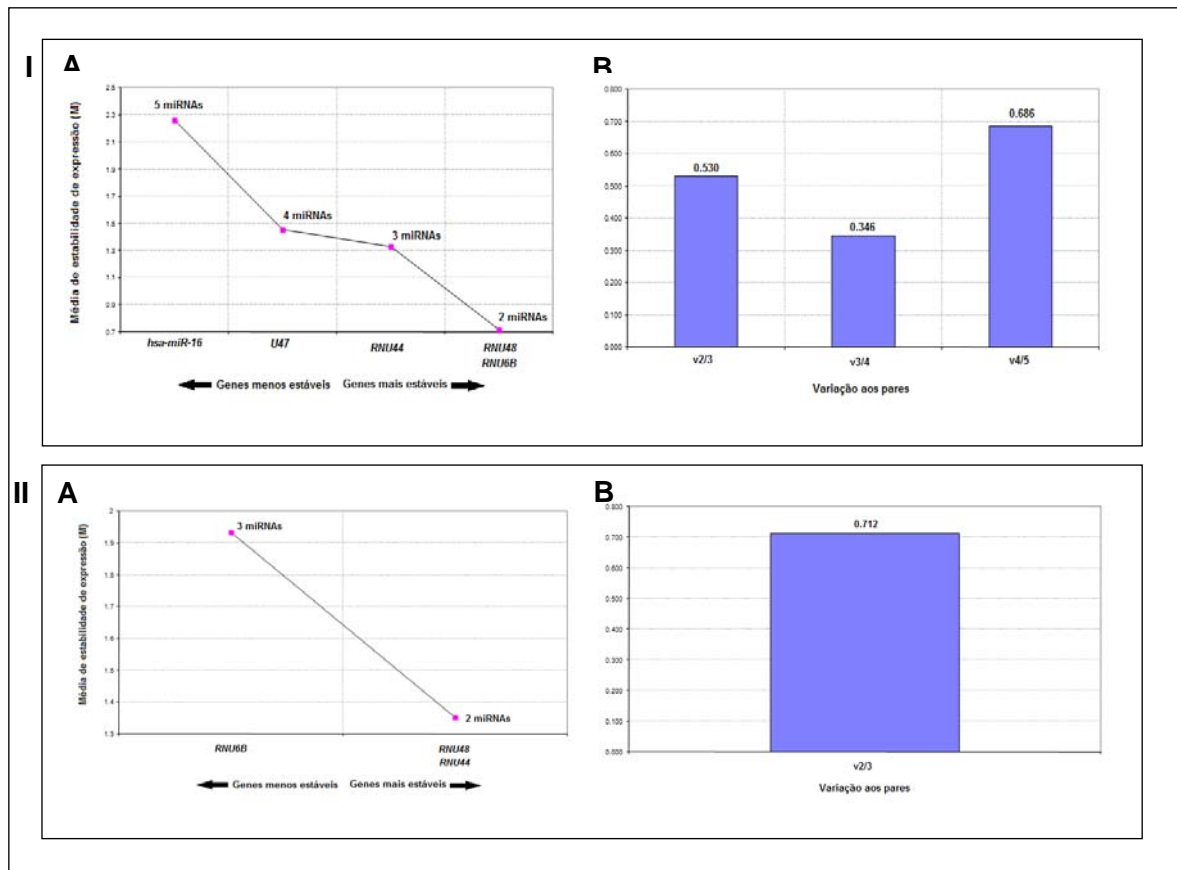 I
A
Média de estabilidade de expressão (M)
2.5
2.3
2.1
1.9
1.7
1.5
1.3
1.1
0.9
0.7
5 miRNAs
4 miRNAs
3 miRNAs
2 miRNAs
hsa-miR-16
U47
RNU44
RNU48
RNU6B
Genes menos estáveis
Genes mais estáveis
B
0.800
0.700
0.600
0.500
0.400
0.300
0.200
0.100
0.000
0.530
0.346
0.686
v2/3
v3/4
v4/5
Variação aos pares
II
A
Média de estabilidade de expressão (M)
2
1.9
1.8
1.7
1.6
1.5
1.4
1.3
3 miRNAs
2 miRNAs
RNU6B
RNU48
RNU44
Genes menos estáveis
Genes mais estáveis
B
0.800
0.700
0.600
0.500
0.400
0.300
0.200
0.100
0.000
0.712
v2/3
Variação aos pares